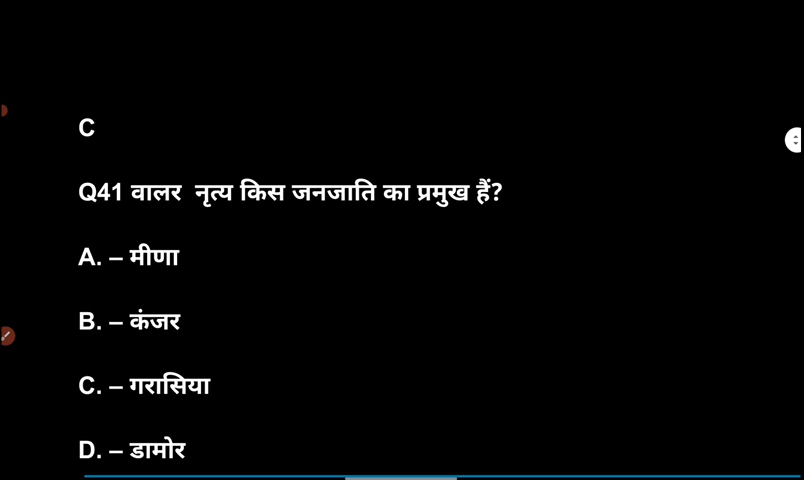 C
Q41 वालर नृत्य किस जनजाति का प्रमुख हैं?
A. – मीणा
B. – कंजर
C. – गरासिया
D. – डामोर